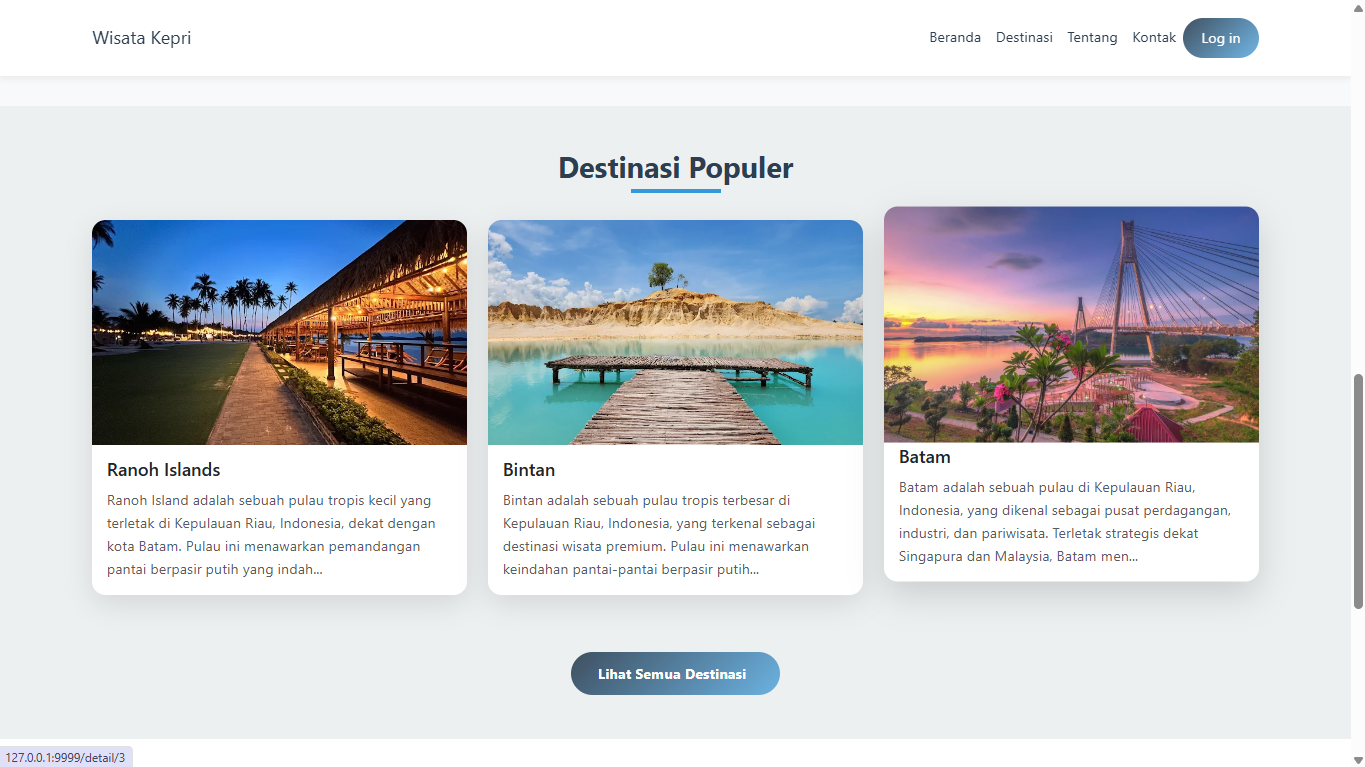 Wisata Kepri
Beranda Destinasi Tentang Kontak Log in
Destinasi Populer
Ranoh Islands
Ranoh Island adalah sebuah pulau tropis kecil yang
terletak di Kepulauan Riau, Indonesia, dekat dengan
kota Batam. Pulau ini menawarkan pemandangan
pantai berpasir putih yang indah...
Bintan
Bintan adalah sebuah pulau tropis terbesar di
Kepulauan Riau, Indonesia, yang terkenal sebagai
destinasi wisata premium. Pulau ini menawarkan
keindahan pantai-pantai berpasir putih...
Batam
Batam adalah sebuah pulau di Kepulauan Riau,
Indonesia, yang dikenal sebagai pusat perdagangan,
industri, dan pariwisata. Terletak strategis dekat
Singapura dan Malaysia, Batam men...
Lihat Semua Destinasi
127.0.0.1:9999/detail/3